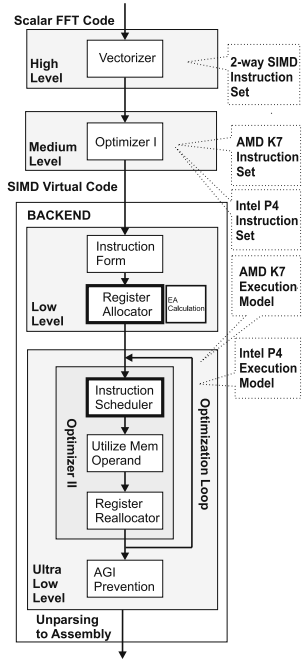 Scalar FFT Code
Vectorizer
High
Level
2-way SIMD
Instruction
Set
Optimizer I
Medium
Level
AMD K7
Instruction
Set
SIMD Virtual Code
Intel P4
Instruction
Set
BACKEND
Instruction
Form
Register
Allocator
EA
Calculation
Low
Level
AMD K7
Execution
Model
Intel P4
Execution
Model
Instruction
Scheduler
Utilize Mem
Operand
Register
Reallocator
Optimizer II
Optimization Loop
AGI
Prevention
Ultra
Low
Level
Unparsing
to Assembly